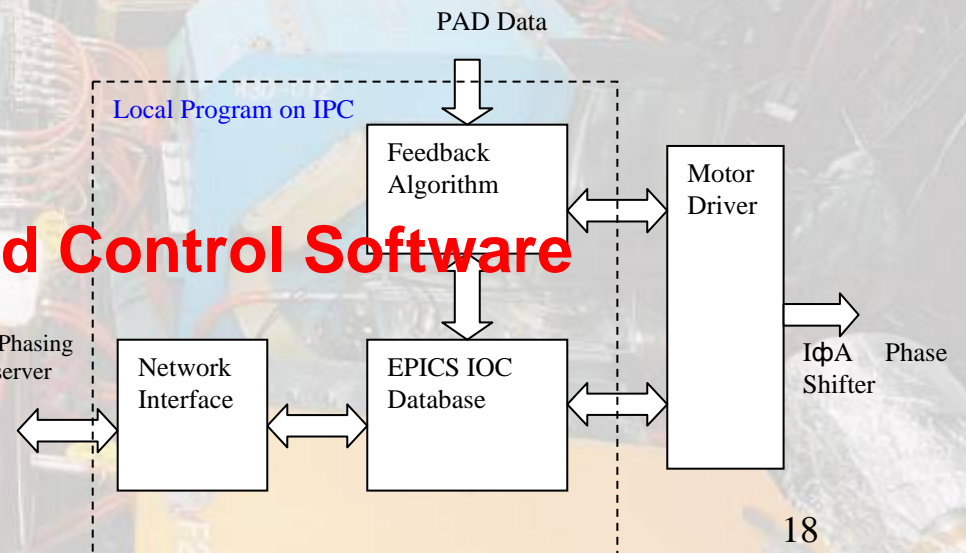 PAD Data
Local Program on IPC
Feedback
Algorithm
Motor
Driver
d Control Software
Phasing
server
Network
Interface
EPICS IOC
Database
IфA Phase
Shifter
18